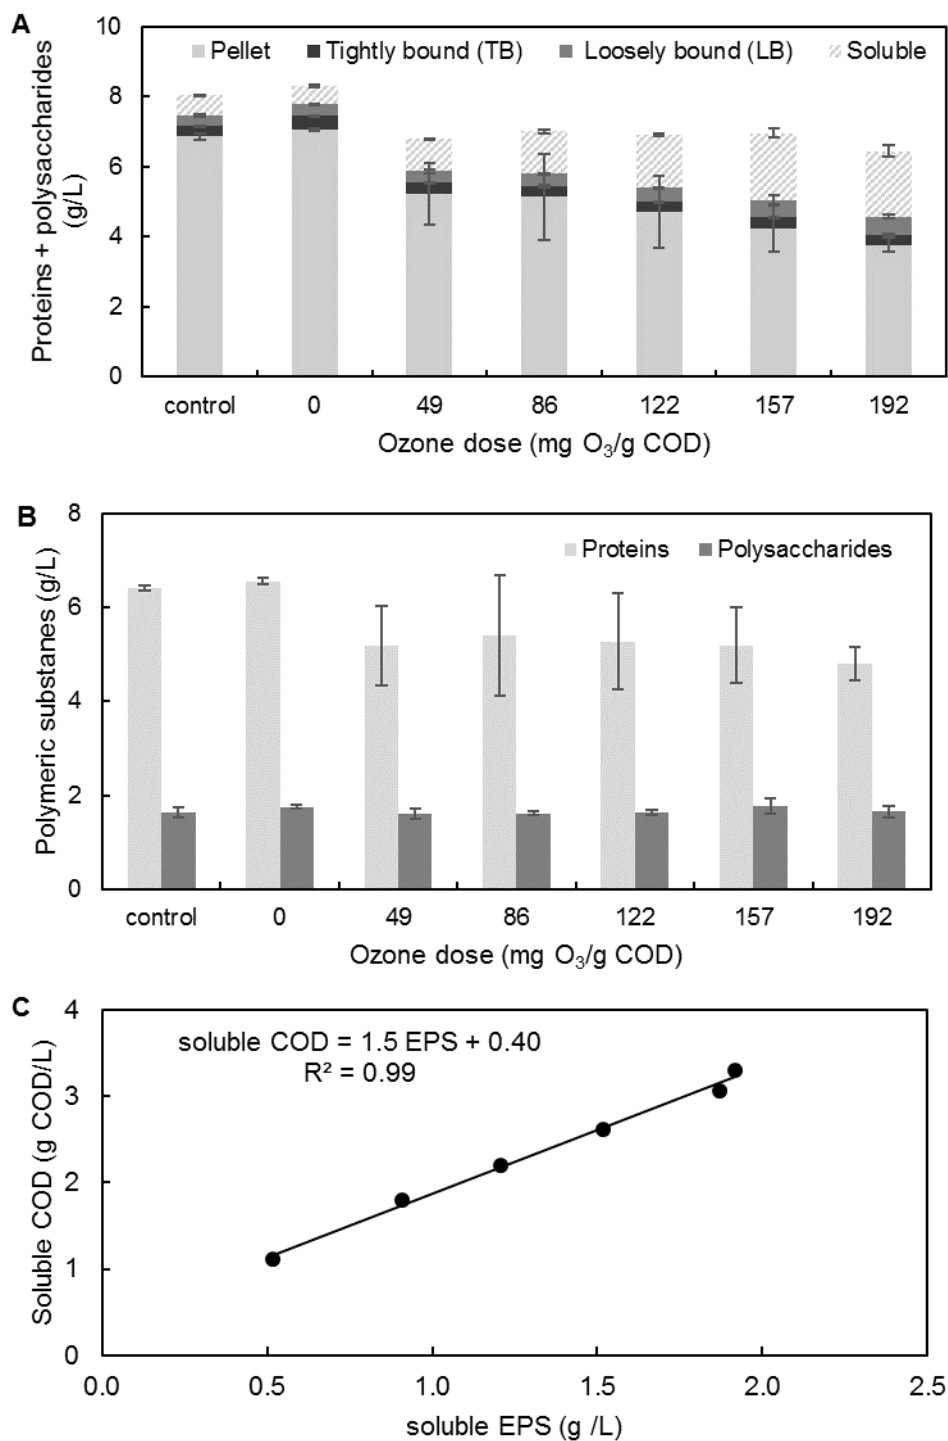 A
Proteins + polysaccharides
(g/L)
10
8
6
4
2
0
Pellet
Tightly bound (TB)
Loosely bound (LB)
Soluble
control 0 49 86 122 157 192
Ozone dose (mg O₃/g COD)
B
Polymeric substanes (g/L)
8
6
4
2
0
Proteins
Polysaccharides
control 0 49 86 122 157 192
Ozone dose (mg O₃/g COD)
C
Soluble COD (g COD/L)
4
3
2
1
0
soluble COD = 1.5 EPS + 0.40
R² = 0.99
0.0 0.5 1.0 1.5 2.0 2.5
soluble EPS (g /L)